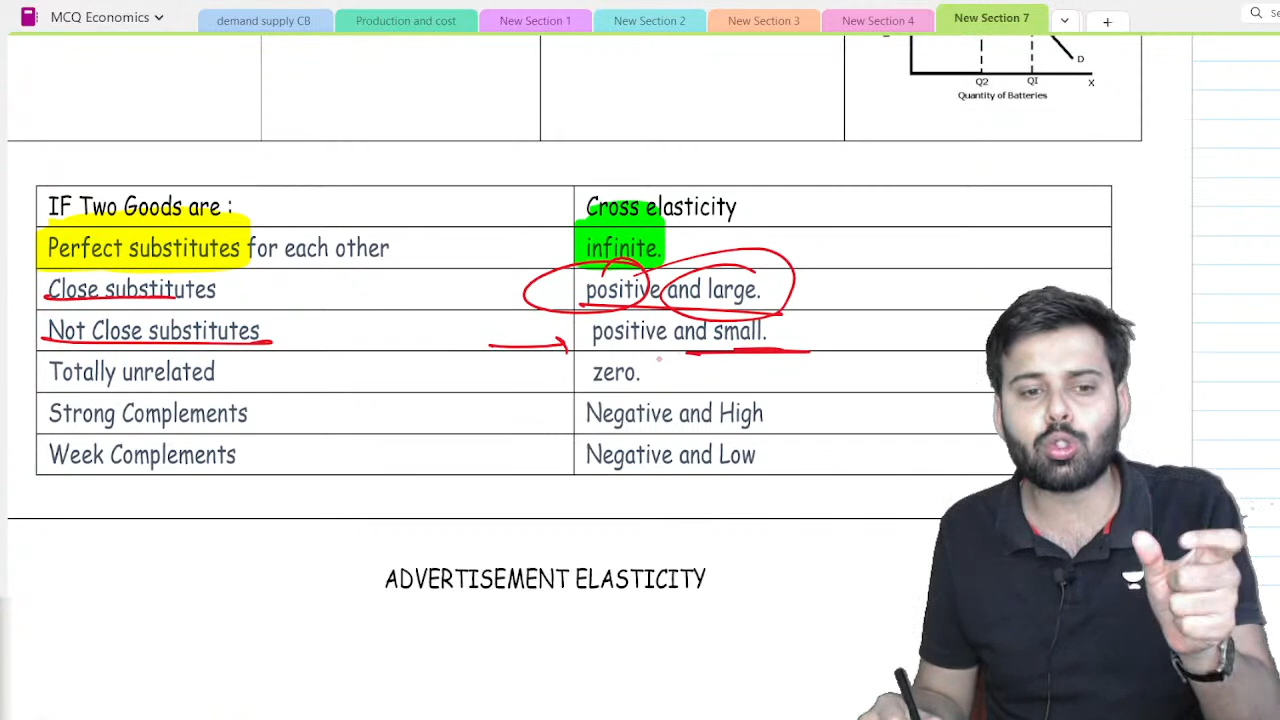 MCQ Economics
demand supply CB
Production and cost
New Section 1
New Section 2
New Section 3
New Section 4
New Section 7
D
Q2 Q1 X
Quantity of Batteries
IF Two Goods are : Cross elasticity
Perfect substitutes for each other infinite.
Close substitutes positive and large.
Not Close substitutes positive and small.
Totally unrelated zero.
Strong Complements Negative and High
Week Complements Negative and Low
ADVERTISEMENT ELASTICITY